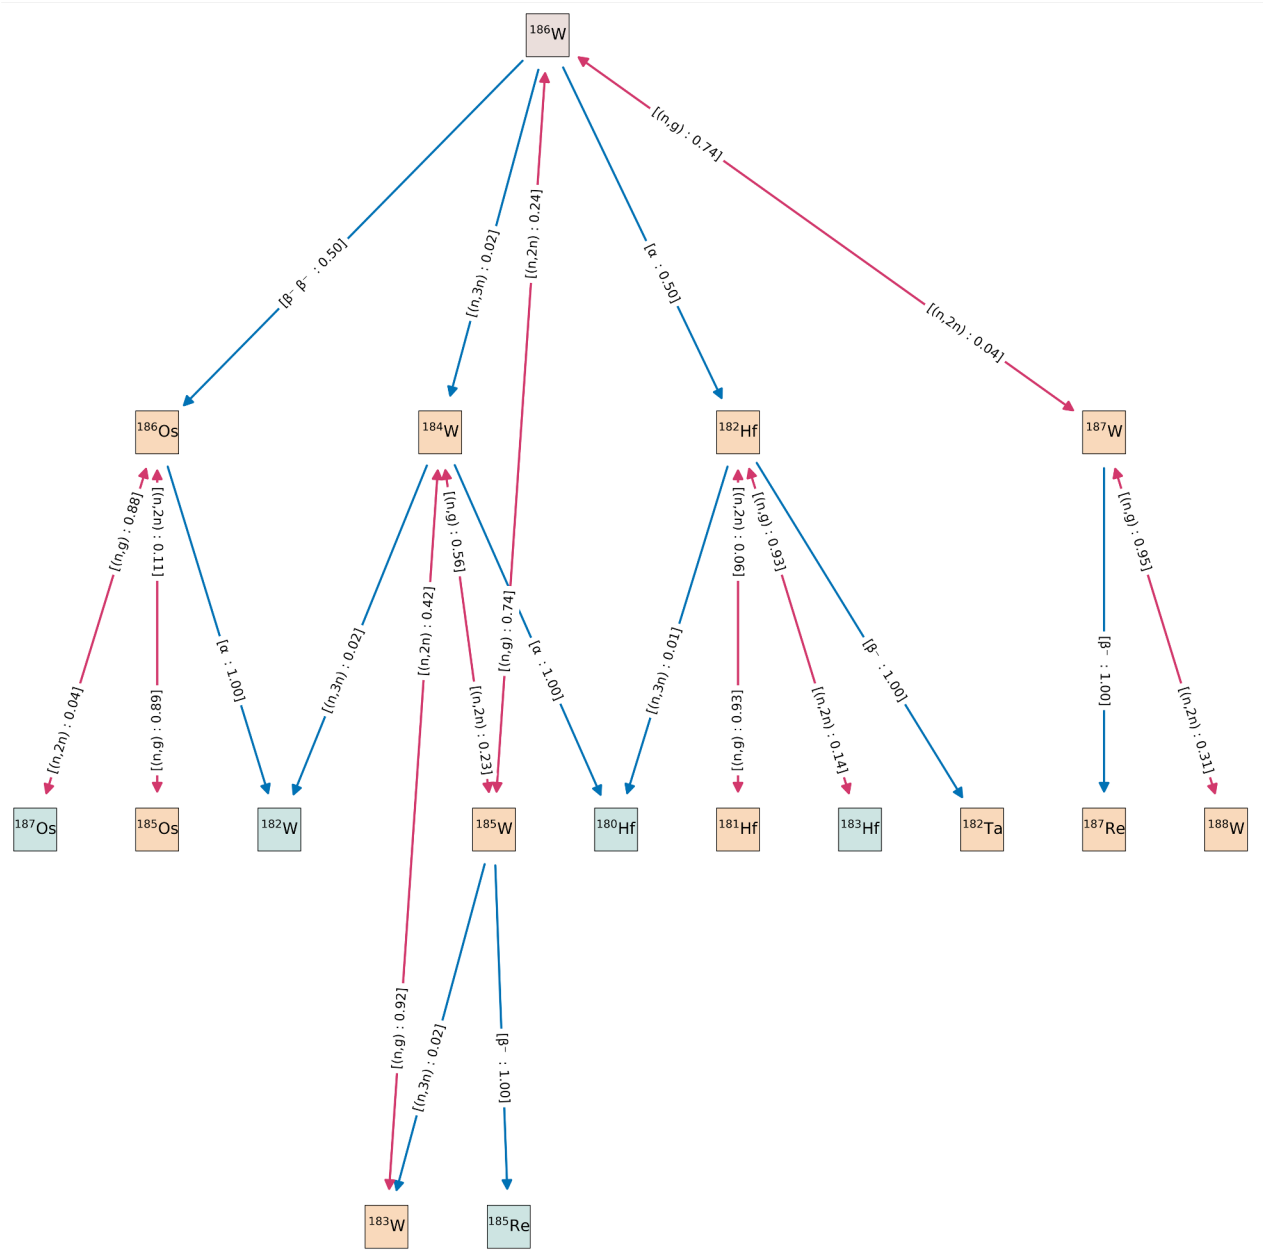 ¹⁸⁶W
[(n,g) : 0.74]
[(n,2n) : 0.24]
[β⁻ β⁻ : 0.50]
[(n,3n) : 0.02]
[α : 0.50]
[(n,2n) : 0.04]
¹⁸⁶Os
¹⁸⁴W
¹⁸²Hf
¹⁸⁷W
[(n,g) : 0.88]
[(n,2n) : 0.11]
[(n,2n) : 0.42]
[(n,g) : 0.56]
[(n,g) : 0.74]
[(n,2n) : 0.06]
[(n,g) : 0.93]
[(n,g) : 0.95]
[α : 1.00]
[(n,3n) : 0.02]
[α : 1.00]
[(n,3n) : 0.01]
[β⁻ : 1.00]
[β⁻ : 1.00]
[(n,2n) : 0.04]
[(n,g) : 0.89]
[(n,2n) : 0.23]
[(n,g) : 0.93]
[(n,2n) : 0.14]
[(n,2n) : 0.31]
¹⁸⁷Os
¹⁸⁵Os
¹⁸²W
¹⁸⁵W
¹⁸⁰Hf
¹⁸¹Hf
¹⁸³Hf
¹⁸²Ta
¹⁸⁷Re
¹⁸⁸W
[(n,g) : 0.92]
[(n,3n) : 0.02]
[β⁻ : 1.00]
¹⁸³W
¹⁸⁵Re